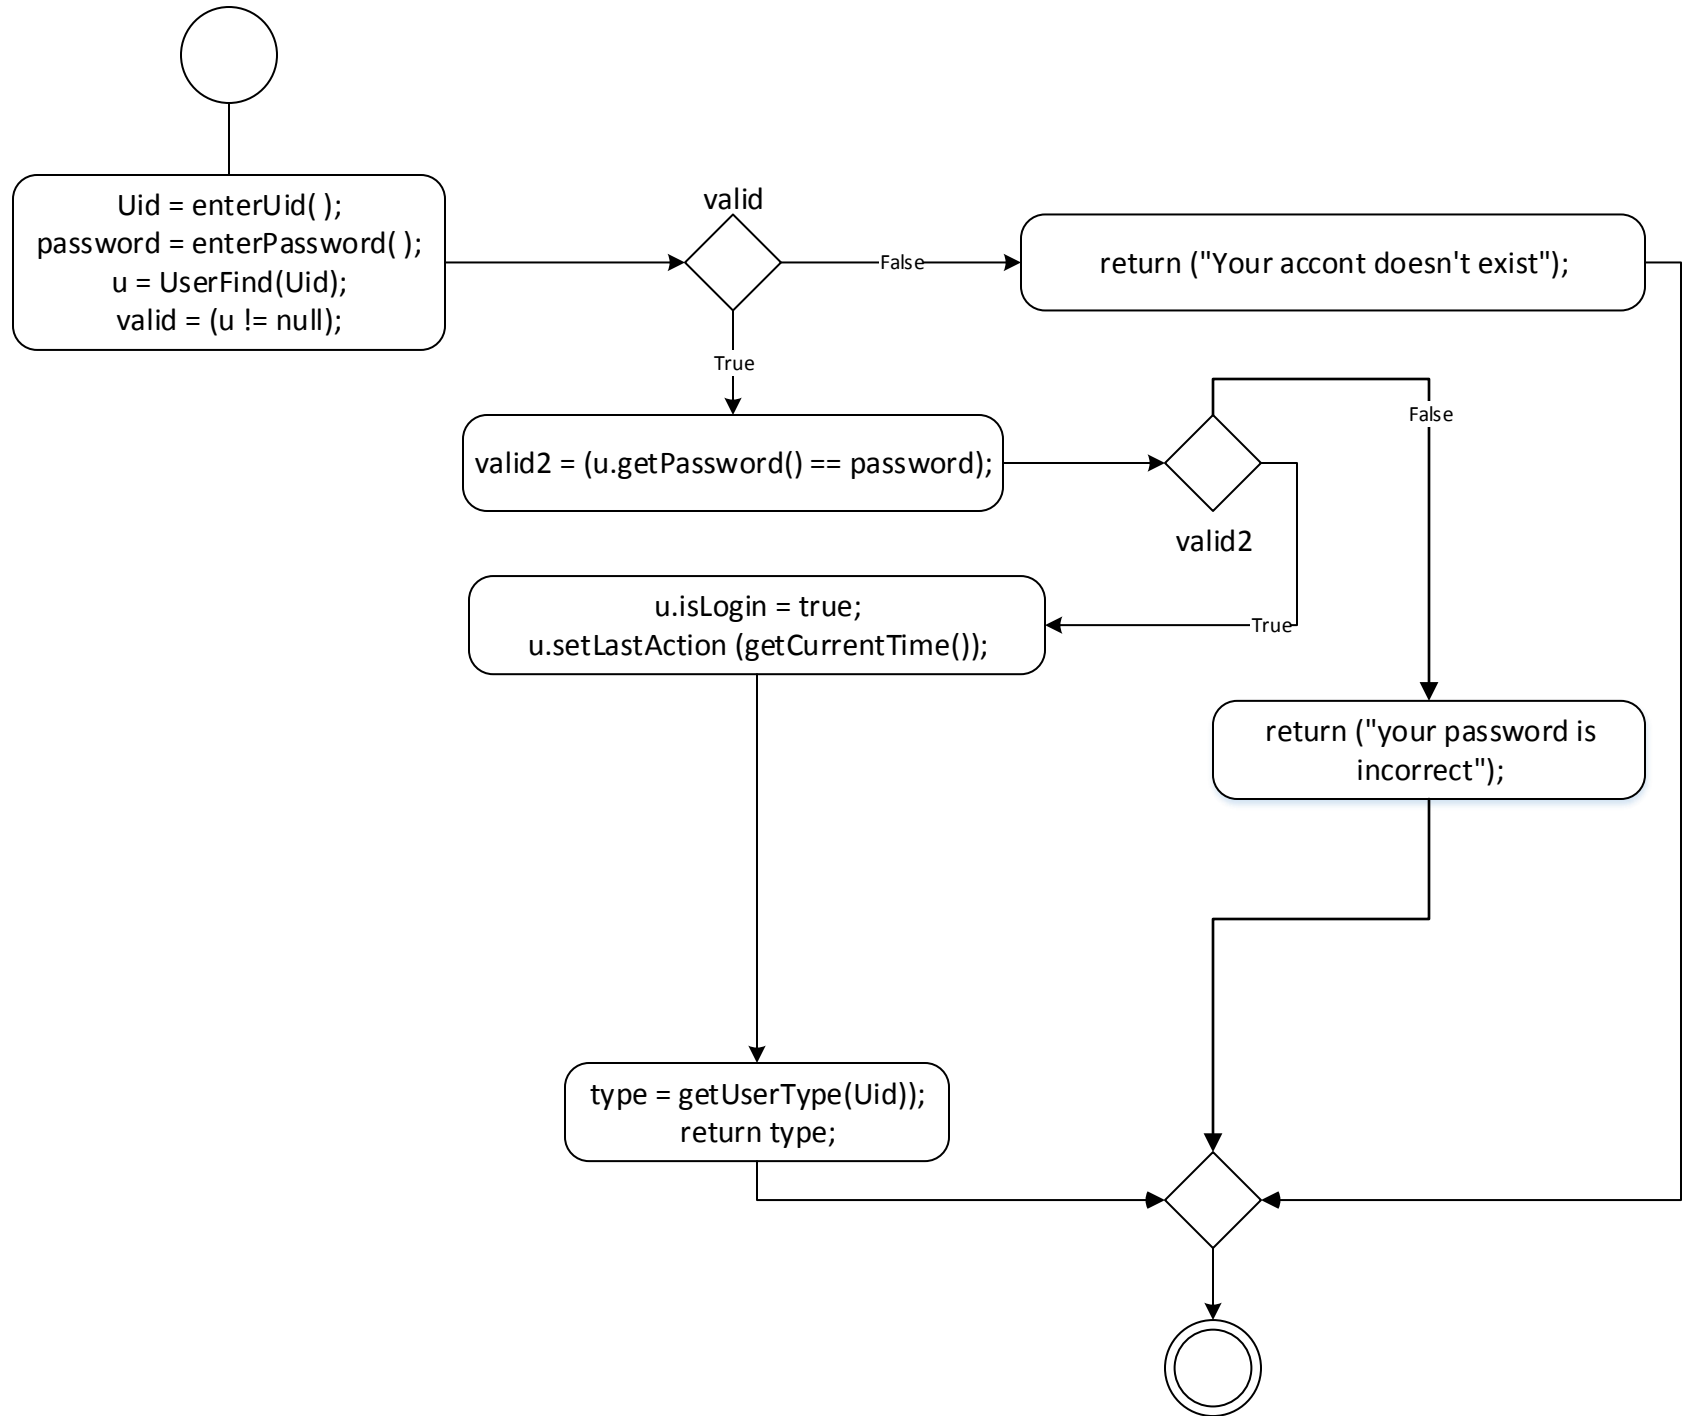 Uid = enterUid( );
password = enterPassword( );
u = UserFind(Uid);
valid = (u != null);
valid
False
return ("Your accont doesn't exist");
True
valid2 = (u.getPassword() == password);
False
valid2
u.isLogin = true;
u.setLastAction (getCurrentTime());
True
return ("your password is
incorrect");
type = getUserType(Uid));
return type;